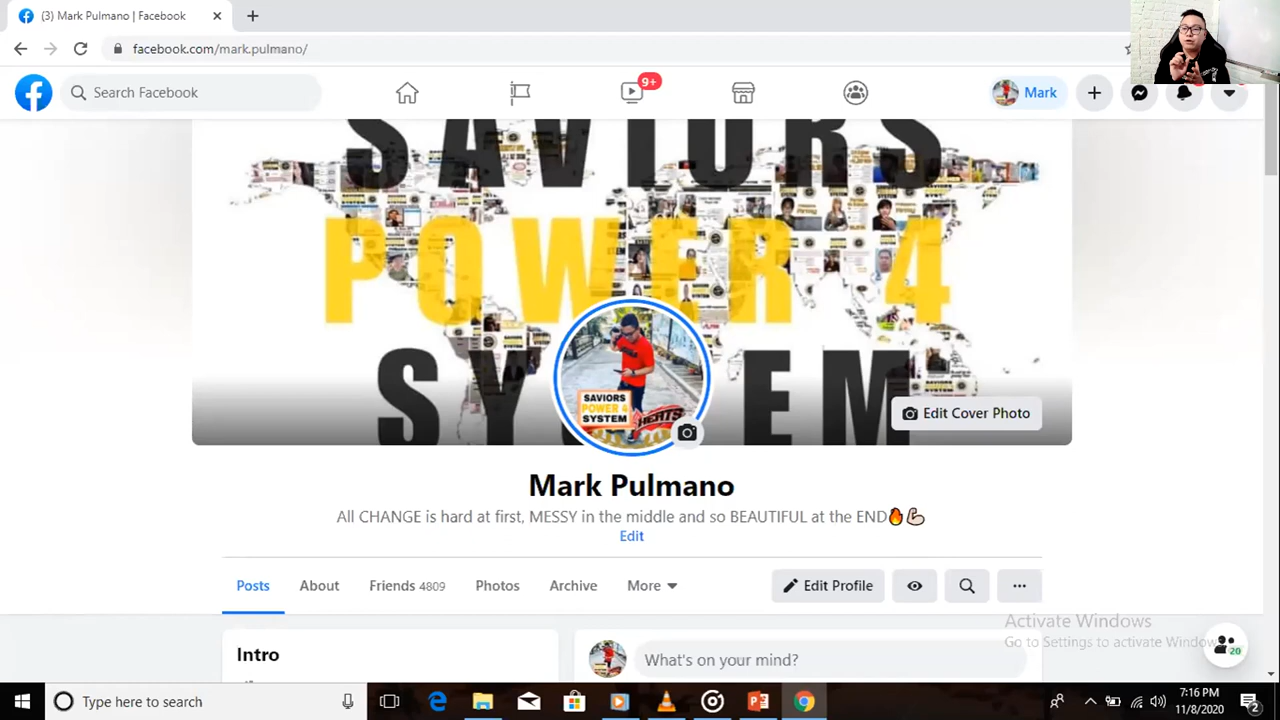 (3) Mark Pulmano | Facebook
facebook.com/mark.pulmano/
Search Facebook
9+
Mark
SAVIORS
POWER 4
SYSTEM
SAVIORS
POWER 4
SYSTEM
Edit Cover Photo
Mark Pulmano
All CHANGE is hard at first, MESSY in the middle and so BEAUTIFUL at the END🔥💪🏻
Edit
Posts
About
Friends 4809
Photos
Archive
More
Edit Profile
Intro
What's on your mind?
Activate Windows
Go to Settings to activate Windows
20
Type here to search
7:16 PM
11/8/2020
2